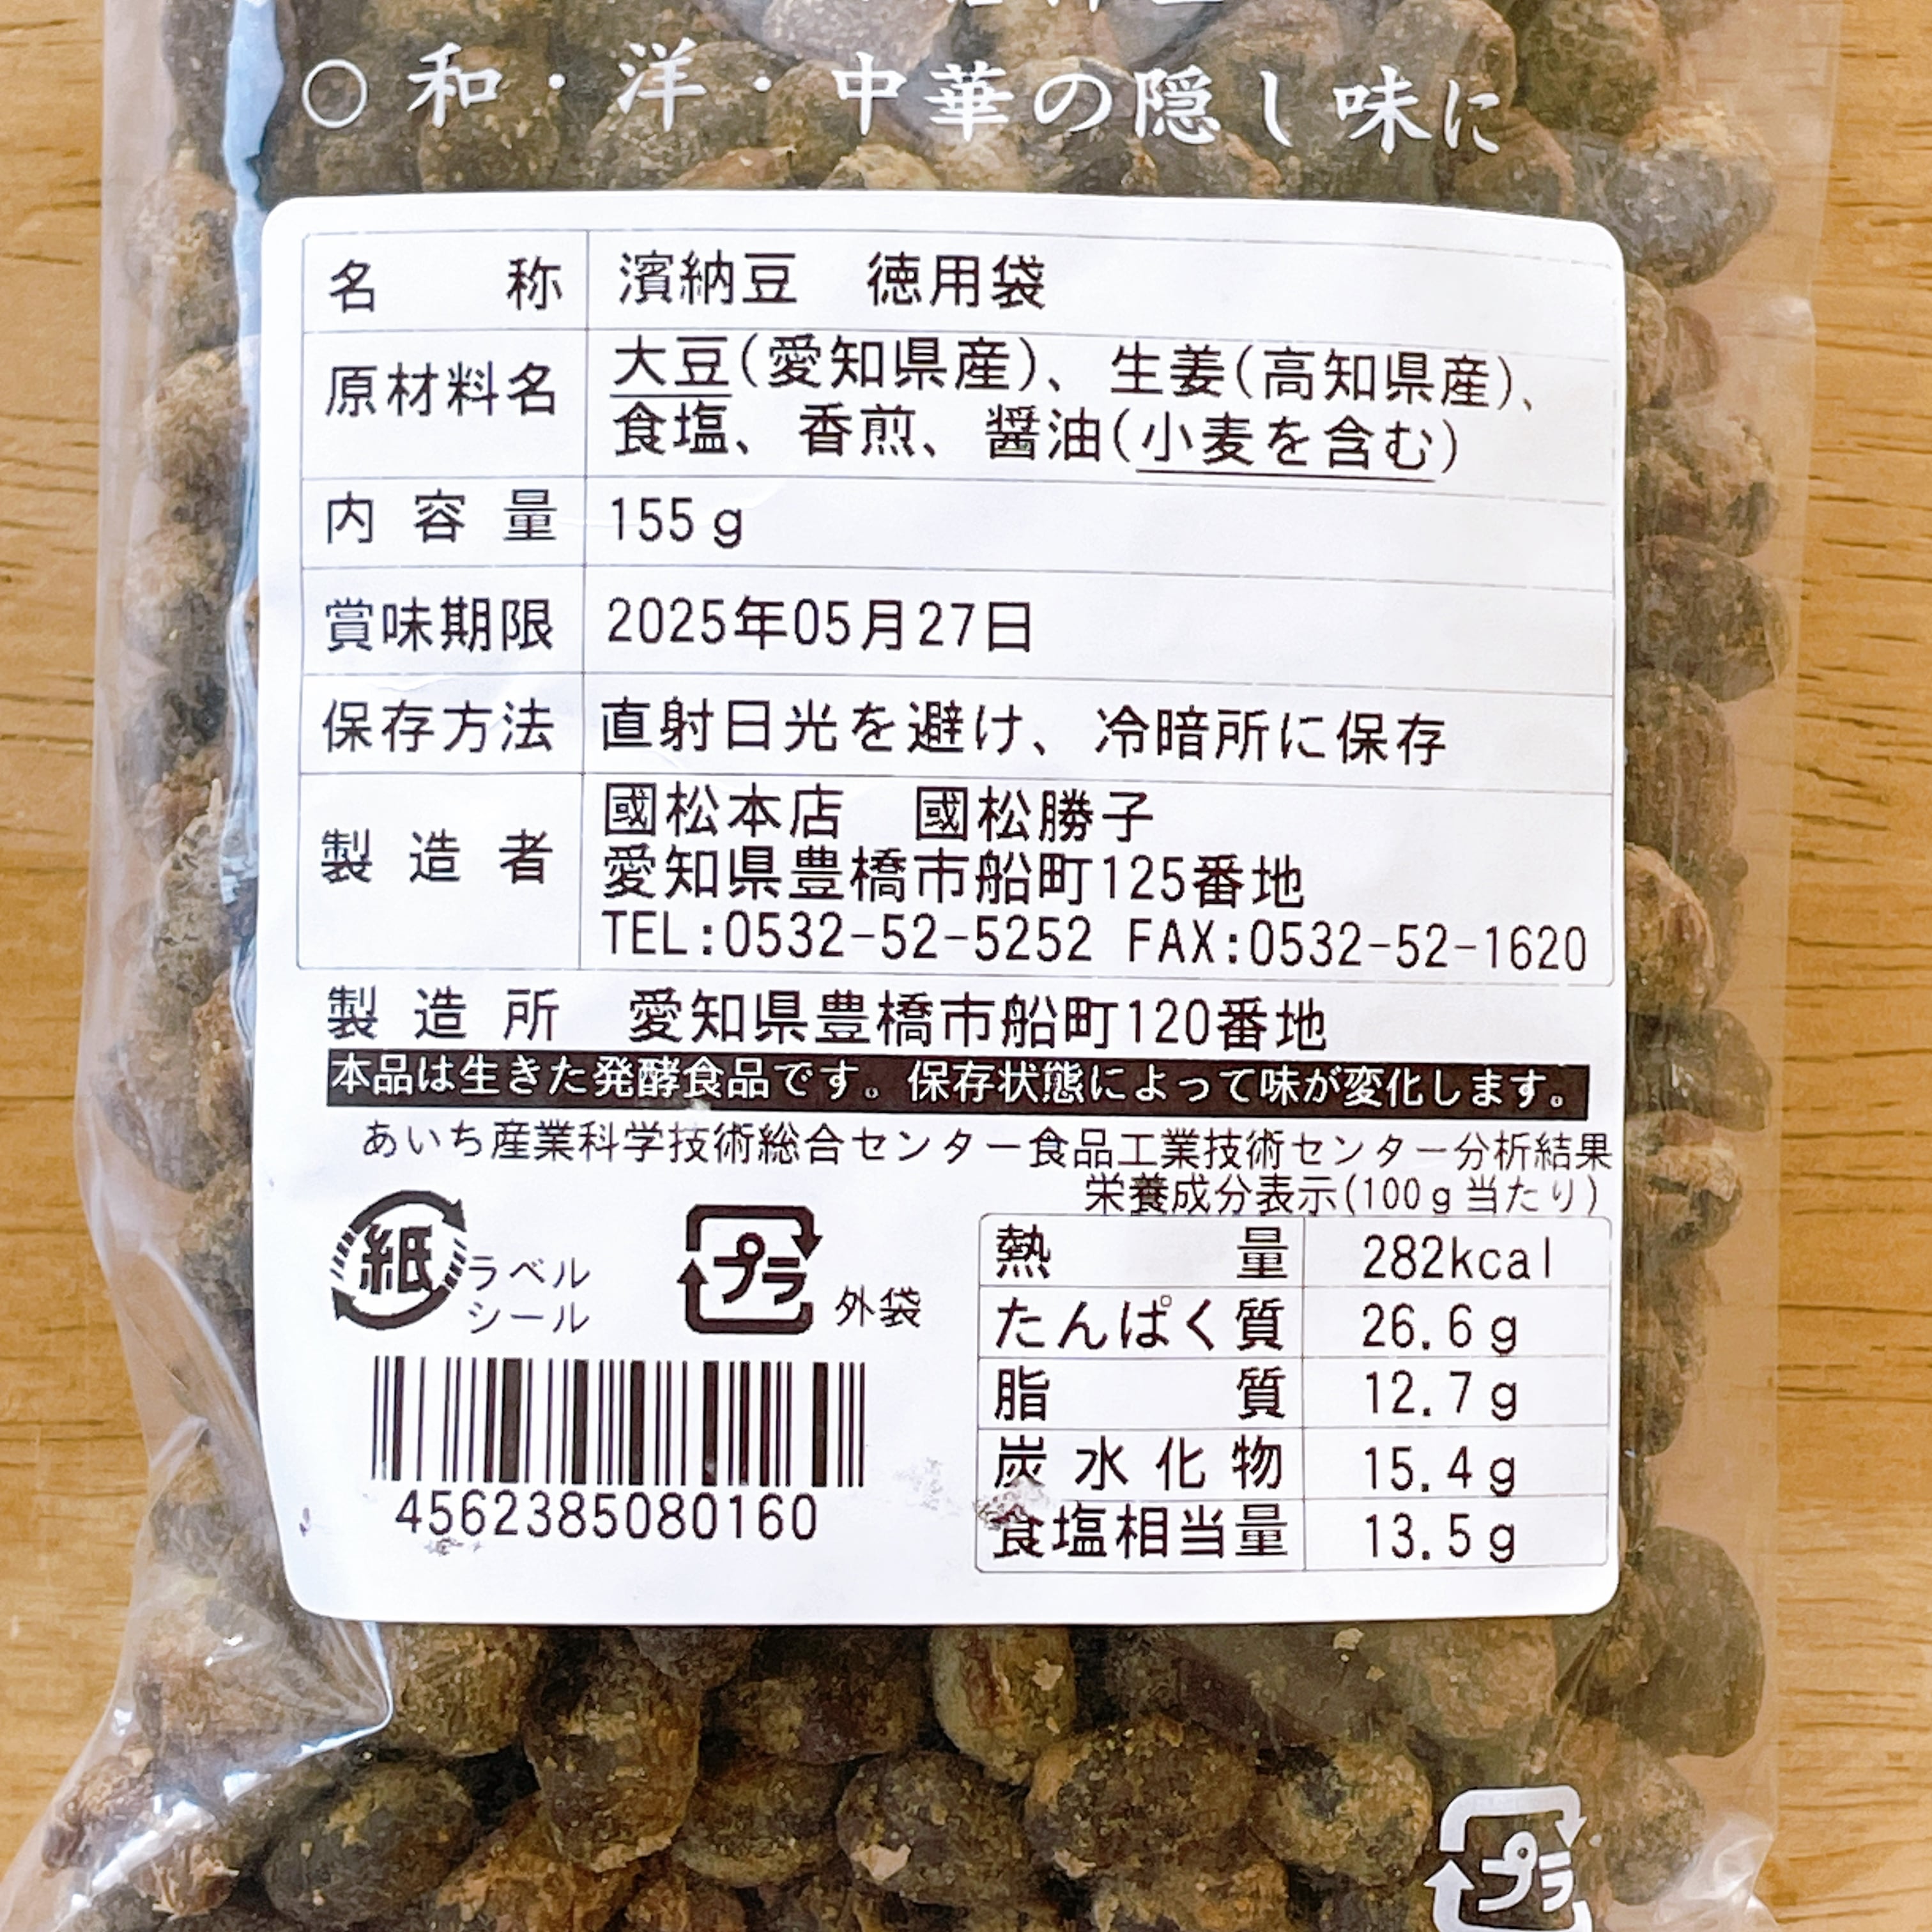 ○和・洋・中華の隠し味に
名称 濱納豆 徳用袋
原材料名 大豆(愛知県産)、生姜(高知県産)、
食塩、香煎、醤油(小麦を含む)
内容量 155g
賞味期限 2025年05月27日
保存方法 直射日光を避け、冷暗所に保存
製造者 國松本店 國松勝子
愛知県豊橋市船町125番地
TEL:0532-52-5252 FAX:0532-52-1620
製造所 愛知県豊橋市船町120番地
本品は生きた発酵食品です。保存状態によって味が変化します。
あいち産業科学技術総合センター食品工業技術センター分析結果
栄養成分表示(100g当たり)
熱量 282kcal
たんぱく質 26.6g
脂質 12.7g
炭水化物 15.4g
食塩相当量 13.5g
紙 ラベル
シール
プラ 外袋
4562385080160
プラ